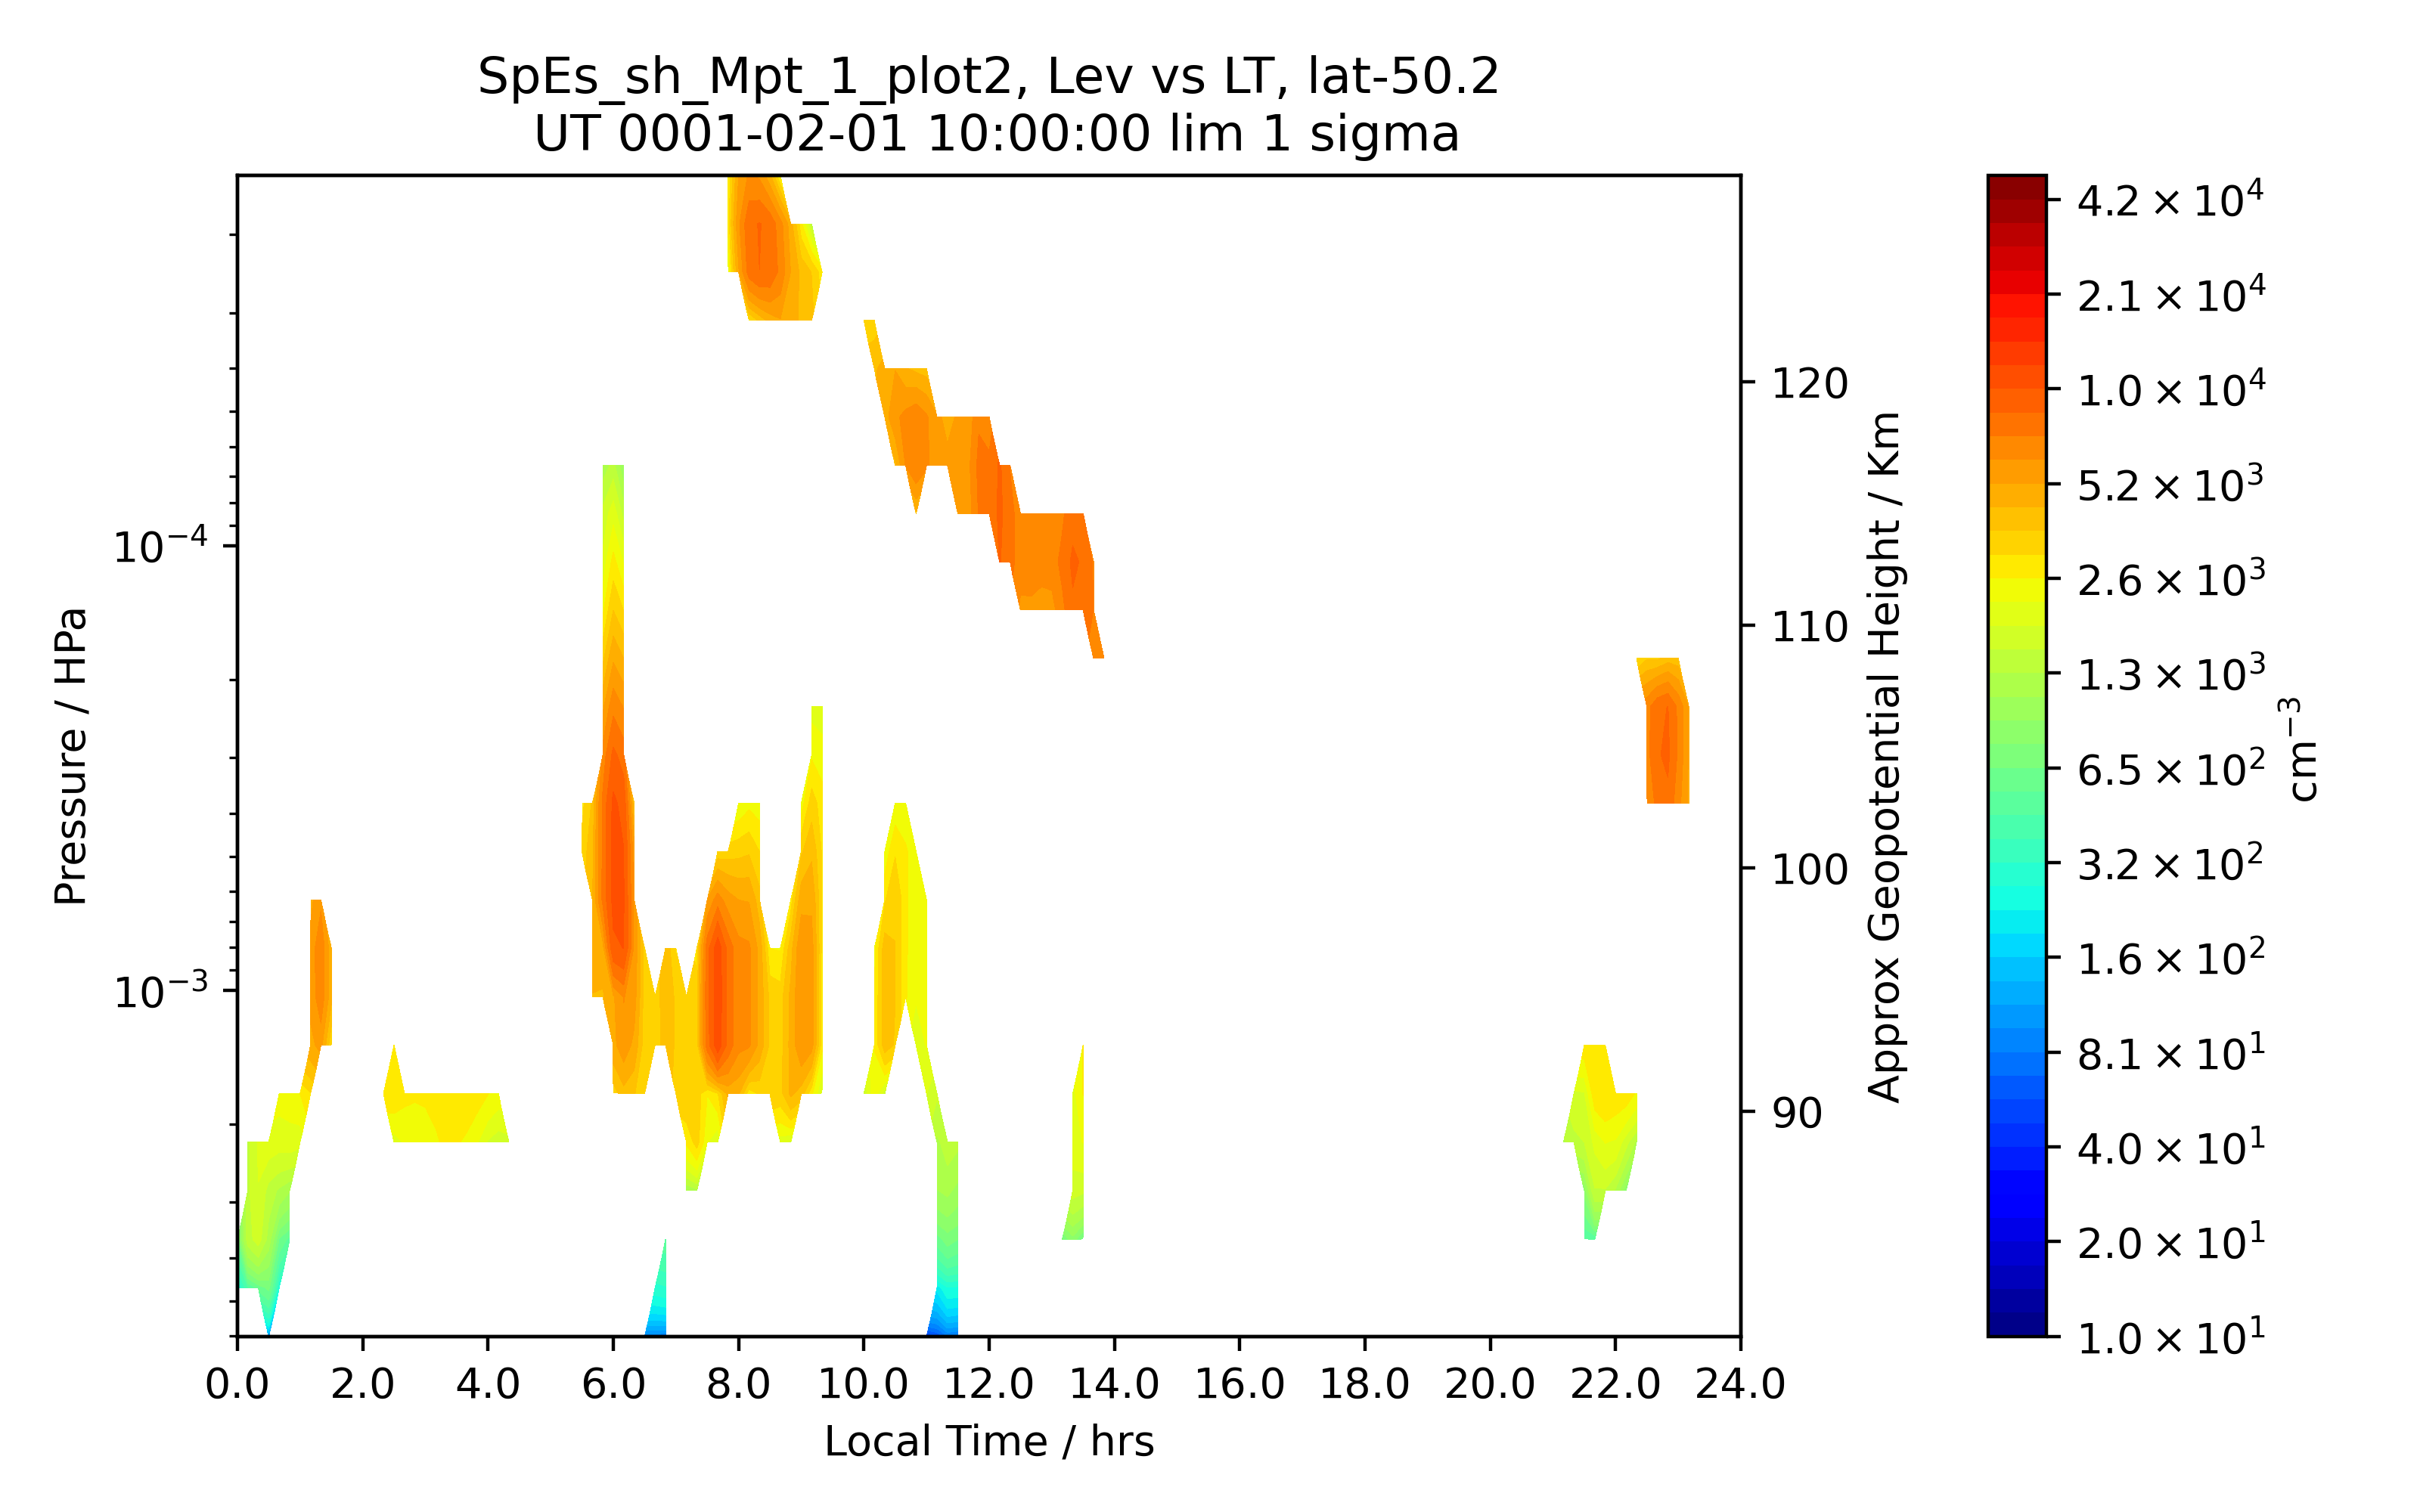 SpEs_sh_Mpt_1_plot2, Lev vs LT, lat-50.2
UT 0001-02-01 10:00:00 lim 1 sigma
Pressure / HPa
10⁻⁴
10⁻³
0.0 2.0 4.0 6.0 8.0 10.0 12.0 14.0 16.0 18.0 20.0 22.0 24.0
Local Time / hrs
120
110
100
90
Approx Geopotential Height / Km
4.2 × 10⁴
2.1 × 10⁴
1.0 × 10⁴
5.2 × 10³
2.6 × 10³
1.3 × 10³
6.5 × 10²
3.2 × 10²
1.6 × 10²
8.1 × 10¹
4.0 × 10¹
2.0 × 10¹
1.0 × 10¹
cm⁻³